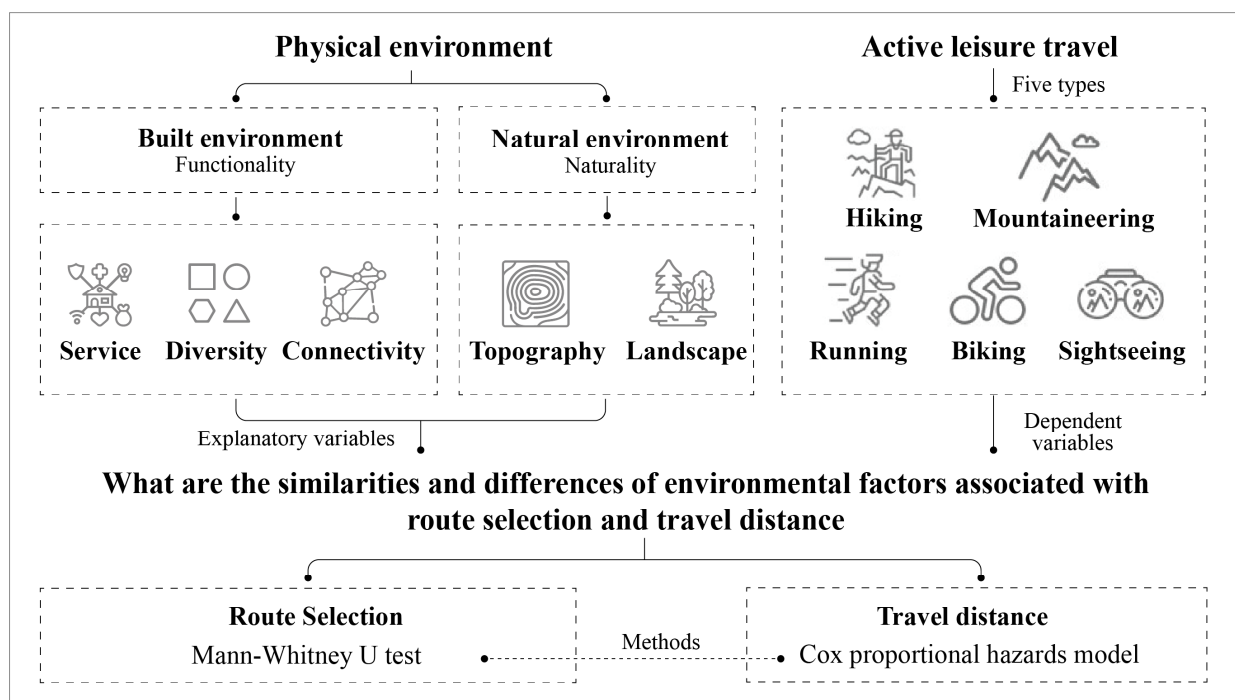 Physical environment
Active leisure travel
Five types
Built environment
Functionality
Natural environment
Naturality
Hiking
Mountaineering
Service
Diversity
Connectivity
Topography
Landscape
Running
Biking
Sightseeing
Explanatory variables
Dependent
variables
What are the similarities and differences of environmental factors associated with
route selection and travel distance
Route Selection
Mann-Whitney U test
Methods
Travel distance
Cox proportional hazards model